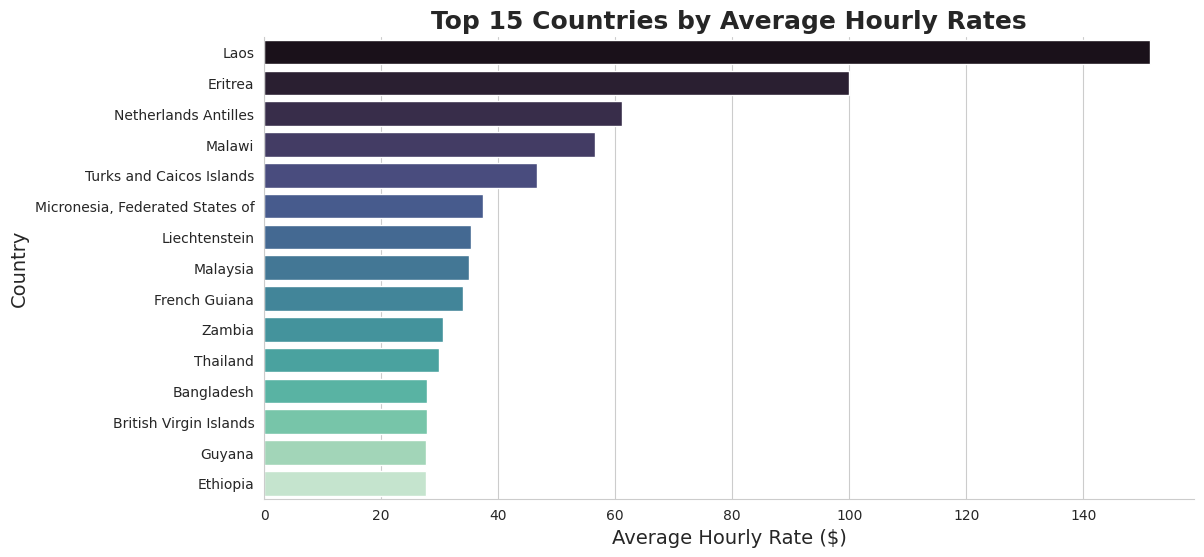 Top 15 Countries by Average Hourly Rates
Country
Laos
Eritrea
Netherlands Antilles
Malawi
Turks and Caicos Islands
Micronesia, Federated States of
Liechtenstein
Malaysia
French Guiana
Zambia
Thailand
Bangladesh
British Virgin Islands
Guyana
Ethiopia
0 20 40 60 80 100 120 140
Average Hourly Rate ($)